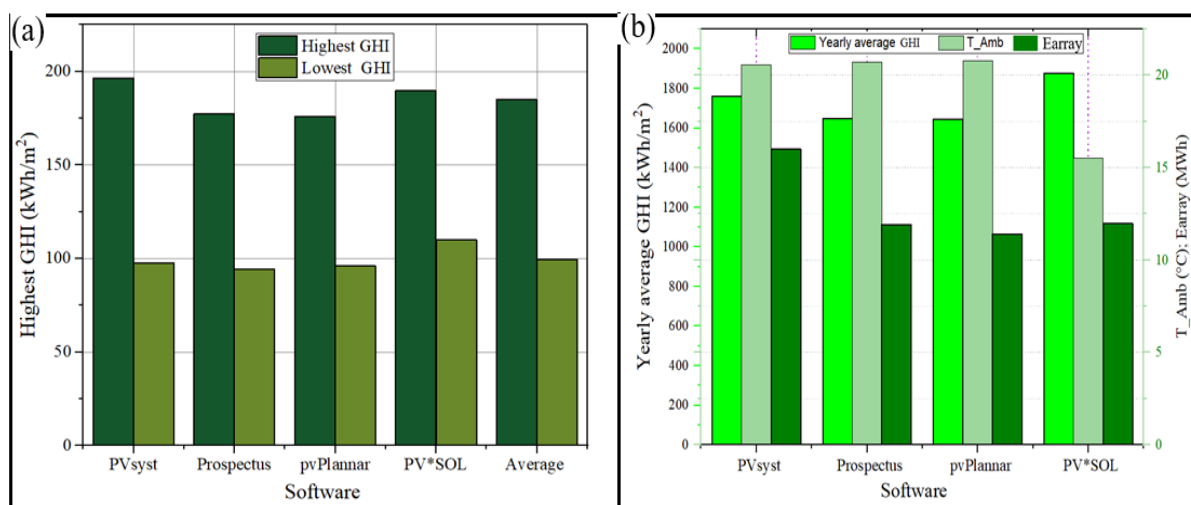 (a)
Highest GHI (kWh/m²)
200
150
100
50
0
Highest GHI
Lowest GHI
PVsyst Prospectus pvPlannar PV*SOL Average
Software
(b)
Yearly average GHI (kWh/m²)
2000
1800
1600
1400
1200
1000
800
600
400
200
0
Yearly average GHI T_Amb Earray
20
15
10
5
0
T_Amb (°C); Earray (MWh)
PVsyst Prospectus pvPlannar PV*SOL
Software